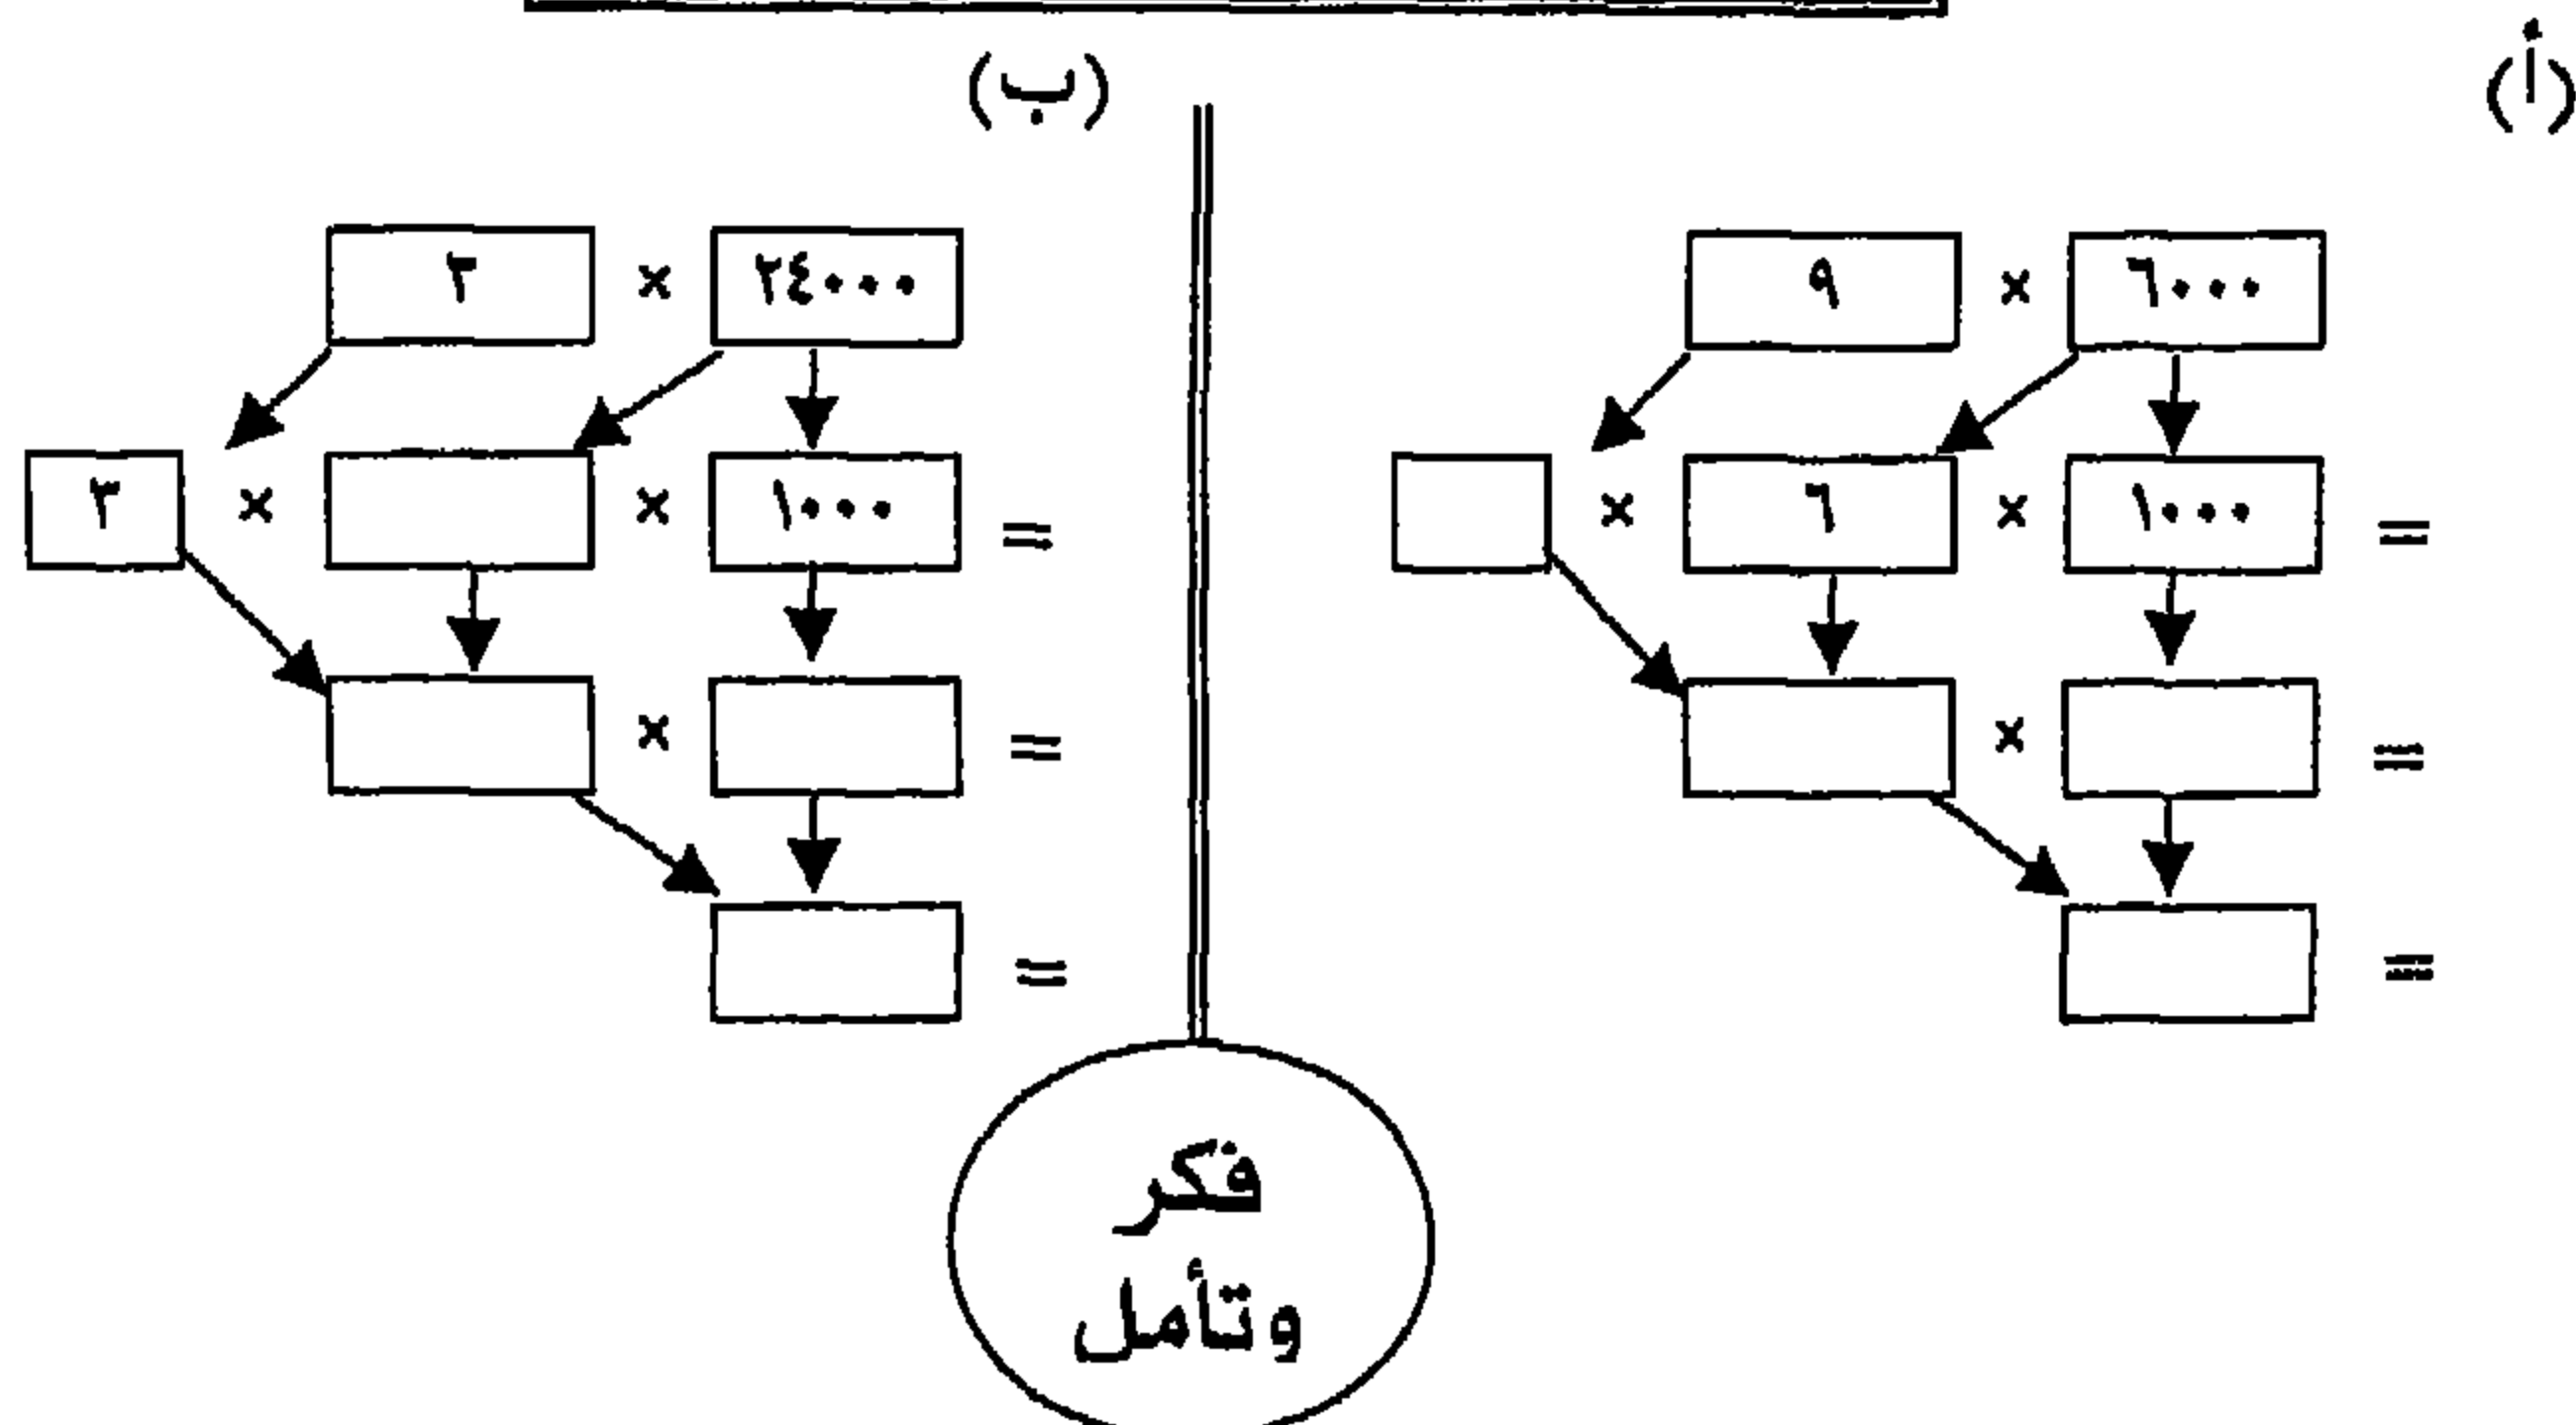 (أ)
٦٠٠٠ × ٩
= ١٠٠٠ × ٦ ×
= ×
=
(ب)
٢٤٠٠٠ × ٣
= ١٠٠٠ × × ٣
= ×
=
فكر
وتأمل